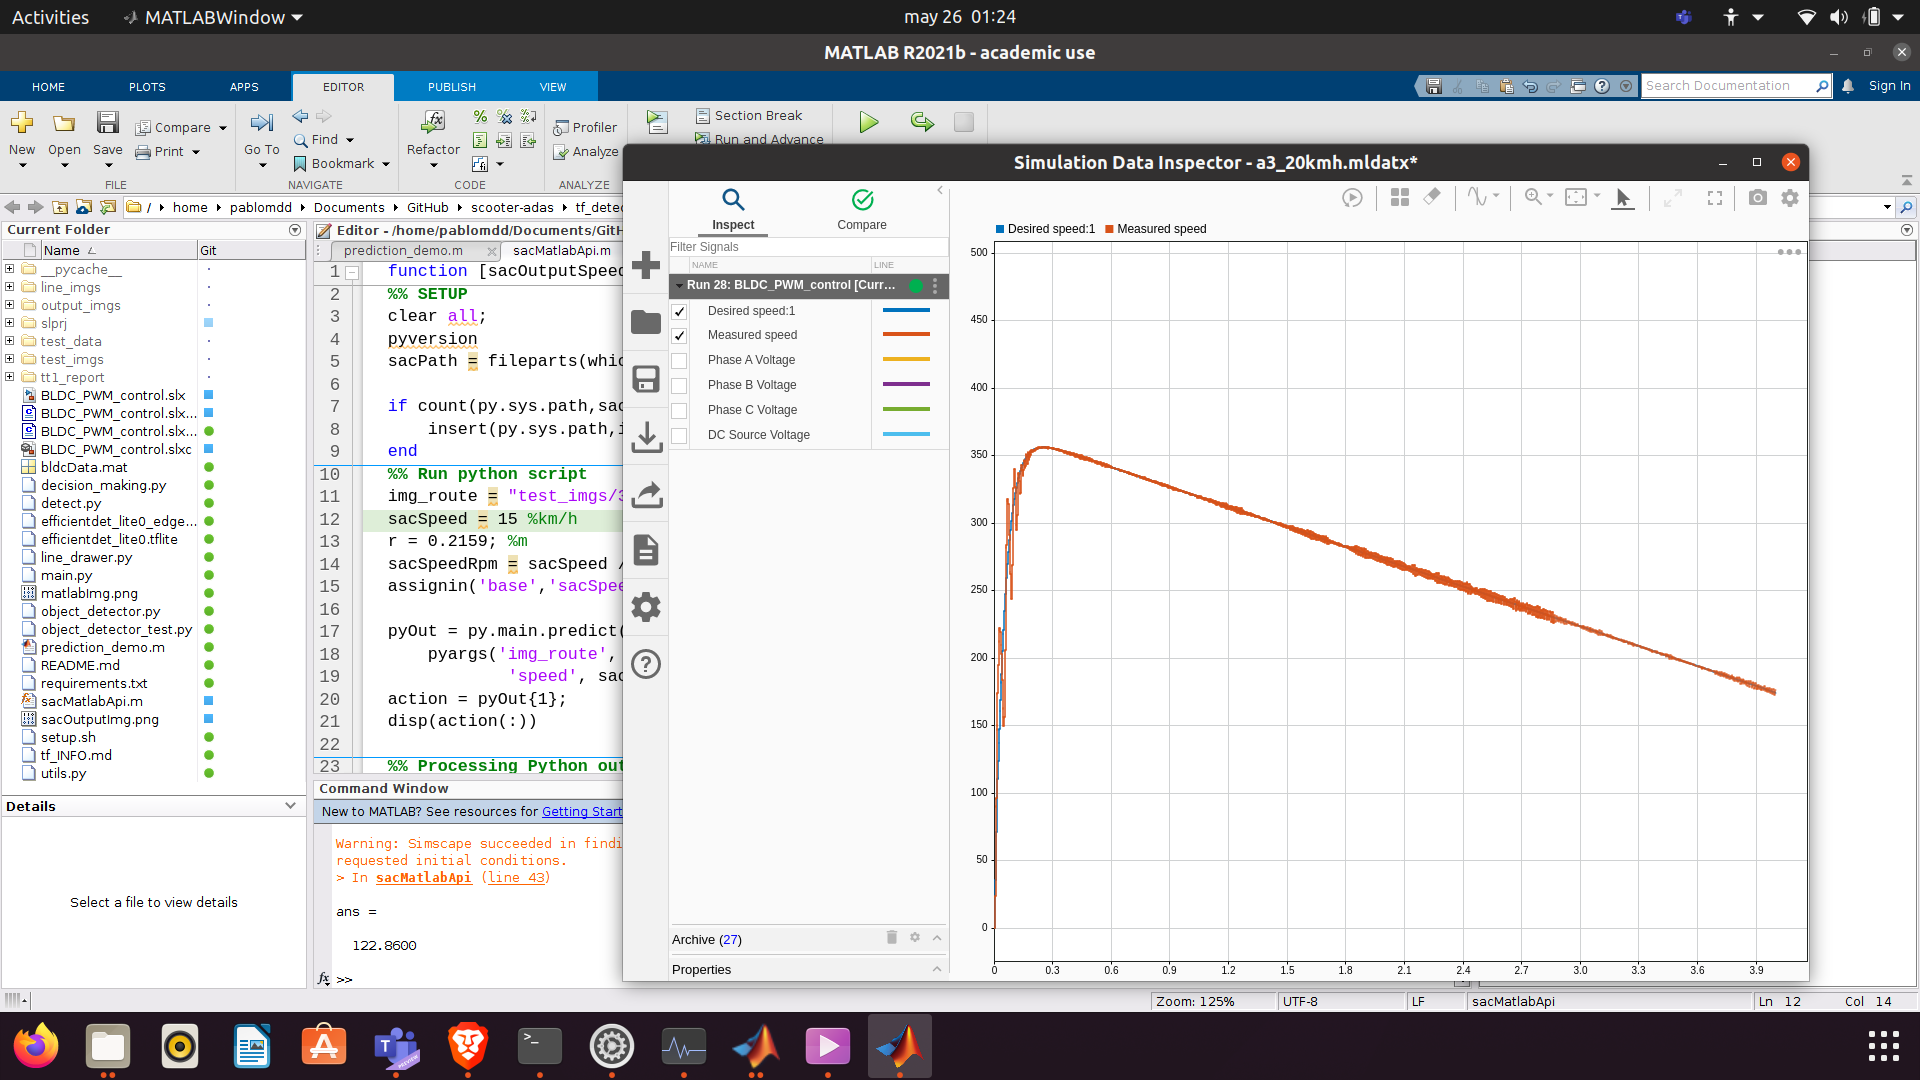 Activities
MATLABWindow
may 26 01:24
MATLAB R2021b - academic use
HOME
PLOTS
APPS
EDITOR
PUBLISH
VIEW
Search Documentation
Sign In
New
Open
Save
Compare
Print
Go To
Find
Bookmark
Refactor
Profiler
Analyze
Section Break
Run and Advance
FILE
NAVIGATE
CODE
ANALYZE
/ home pablomdd Documents GitHub scooter-adas tf_dete
Current Folder
Name
Git
__pycache__
line_imgs
output_imgs
slprj
test_data
test_imgs
tt1_report
BLDC_PWM_control.slx
BLDC_PWM_control.slx...
BLDC_PWM_control.slx...
BLDC_PWM_control.slxc
bldcData.mat
decision_making.py
detect.py
efficientdet_lite0_edge...
efficientdet_lite0.tflite
line_drawer.py
main.py
matlabImg.png
object_detector.py
object_detector_test.py
prediction_demo.m
README.md
requirements.txt
sacMatlabApi.m
sacOutputImg.png
setup.sh
tf_INFO.md
utils.py
Details
Select a file to view details
Editor - /home/pablomdd/Documents/GitH
prediction_demo.m
sacMatlabApi.m
1 function [sacOutputSpeed
2 %% SETUP
3 clear all;
4 pyversion
5 sacPath = fileparts(whic
6
7 if count(py.sys.path,sac
8 insert(py.sys.path,i
9 end
10 %% Run python script
11 img_route = "test_imgs/3
12 sacSpeed = 15 %km/h
13 r = 0.2159; %m
14 sacSpeedRpm = sacSpeed /
15 assignin('base','sacSpee
16
17 pyOut = py.main.predict(
18 pyargs('img_route',
19 'speed', sac
20 action = pyOut{1};
21 disp(action(:))
22
23 %% Processing Python out
Command Window
New to MATLAB? See resources for Getting Start
Warning: Simscape succeeded in findi
requested initial conditions.
> In sacMatlabApi (line 43)
ans =
122.8600
fx >>
Simulation Data Inspector - a3_20kmh.mldatx*
Inspect
Compare
Filter Signals
NAME
LINE
Run 28: BLDC_PWM_control [Curr...
Desired speed:1
Measured speed
Phase A Voltage
Phase B Voltage
Phase C Voltage
DC Source Voltage
Archive (27)
Properties
Desired speed:1 Measured speed
500
450
400
350
300
250
200
150
100
50
0
0 0.3 0.6 0.9 1.2 1.5 1.8 2.1 2.4 2.7 3.0 3.3 3.6 3.9
Zoom: 125%
UTF-8
LF
sacMatlabApi
Ln 12 Col 14
PREVIEW